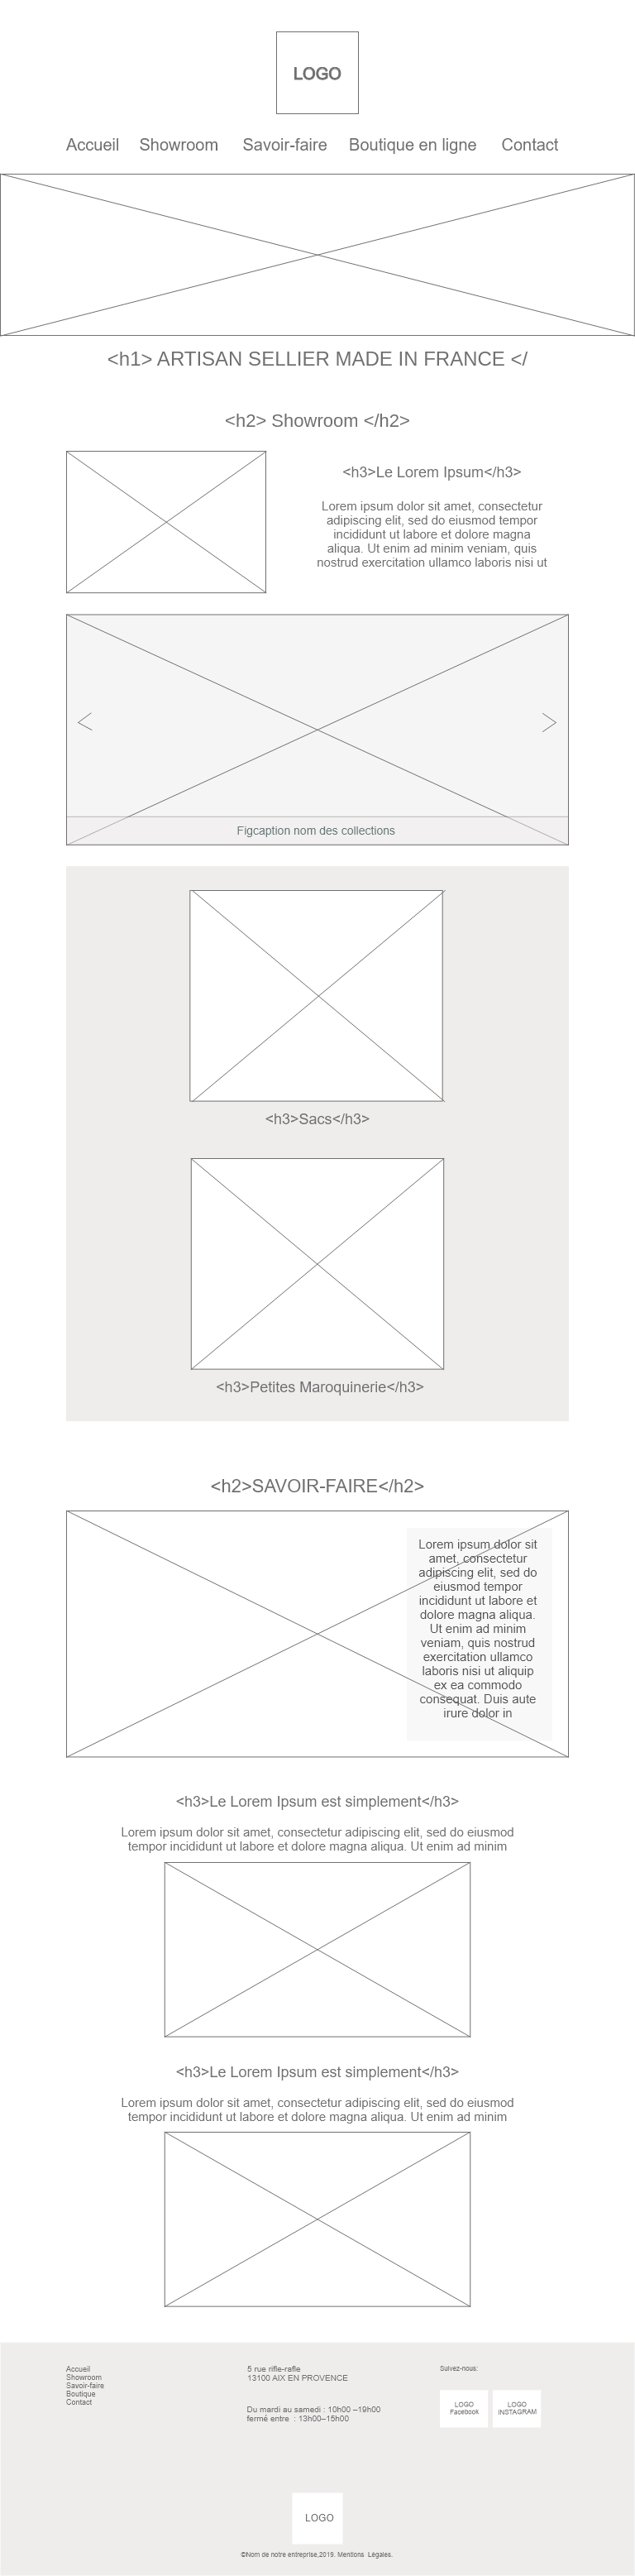 LOGO
Accueil Showroom Savoir-faire Boutique en ligne Contact
<h1> ARTISAN SELLIER MADE IN FRANCE </
<h2> Showroom </h2>
<h3>Le Lorem Ipsum</h3>
Lorem ipsum dolor sit amet, consectetur
adipiscing elit, sed do eiusmod tempor
incididunt ut labore et dolore magna
aliqua. Ut enim ad minim veniam, quis
nostrud exercitation ullamco laboris nisi ut
Figcaption nom des collections
<h3>Sacs</h3>
<h3>Petites Maroquinerie</h3>
<h2>SAVOIR-FAIRE</h2>
Lorem ipsum dolor sit
amet, consectetur
adipiscing elit, sed do
eiusmod tempor
incididunt ut labore et
dolore magna aliqua.
Ut enim ad minim
veniam, quis nostrud
exercitation ullamco
laboris nisi ut aliquip
ex ea commodo
consequat. Duis aute
irure dolor in
<h3>Le Lorem Ipsum est simplement</h3>
Lorem ipsum dolor sit amet, consectetur adipiscing elit, sed do eiusmod
tempor incididunt ut labore et dolore magna aliqua. Ut enim ad minim
<h3>Le Lorem Ipsum est simplement</h3>
Lorem ipsum dolor sit amet, consectetur adipiscing elit, sed do eiusmod
tempor incididunt ut labore et dolore magna aliqua. Ut enim ad minim
Accueil
Showroom
Savoir-faire
Boutique
Contact
5 rue rifle-rafle
13100 AIX EN PROVENCE
Du mardi au samedi : 10h00 –19h00
fermé entre : 13h00–15h00
Suivez-nous:
LOGO
Facebook
LOGO
INSTAGRAM
LOGO
©Nom de notre entreprise,2019. Mentions Légales.